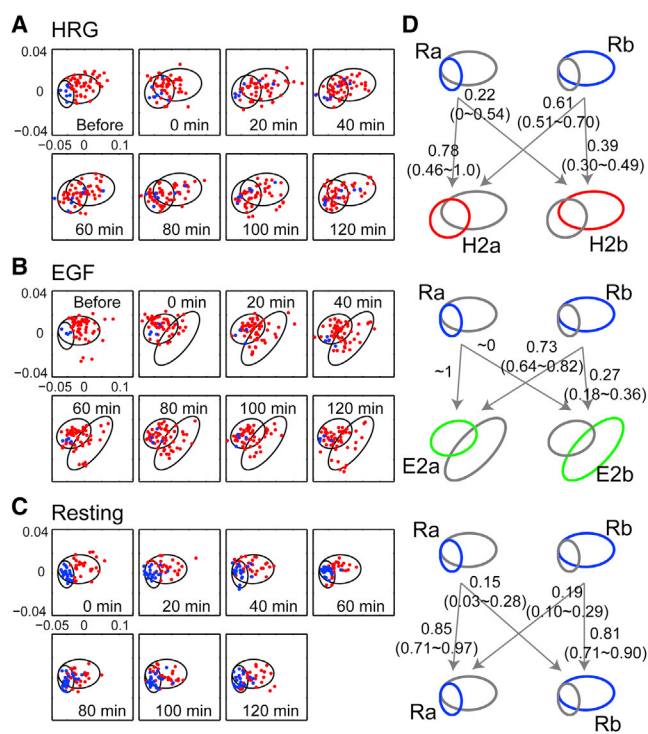 A
HRG
0.04
0
−0.04
Before
0 min
20 min
40 min
−0.05 0 0.1
60 min
80 min
100 min
120 min
B
EGF
0.04
0
−0.04
Before
0 min
20 min
40 min
−0.05 0 0.1
60 min
80 min
100 min
120 min
C
Resting
0.04
0
−0.04
0 min
20 min
40 min
60 min
−0.05 0 0.1
80 min
100 min
120 min
D
Ra
Rb
0.22
(0~0.54)
0.61
(0.51~0.70)
0.78
(0.46~1.0)
0.39
(0.30~0.49)
H2a
H2b
Ra
Rb
~0
0.73
(0.64~0.82)
~1
0.27
(0.18~0.36)
E2a
E2b
Ra
Rb
0.15
(0.03~0.28)
0.19
(0.10~0.29)
0.85
(0.71~0.97)
0.81
(0.71~0.90)
Ra
Rb